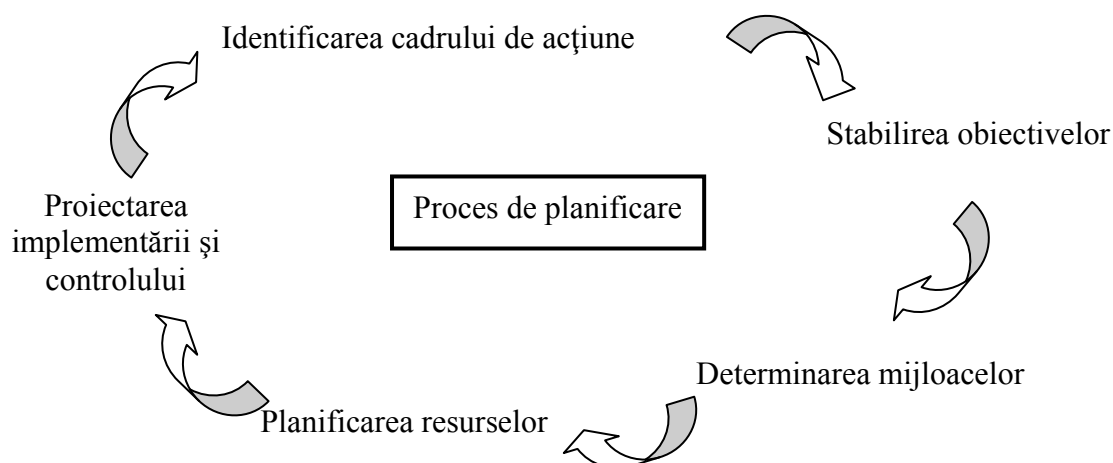 Identificarea cadrului de acţiune
Stabilirea obiectivelor
Proces de planificare
Proiectarea
implementării şi
controlului
Determinarea mijloacelor
Planificarea resurselor